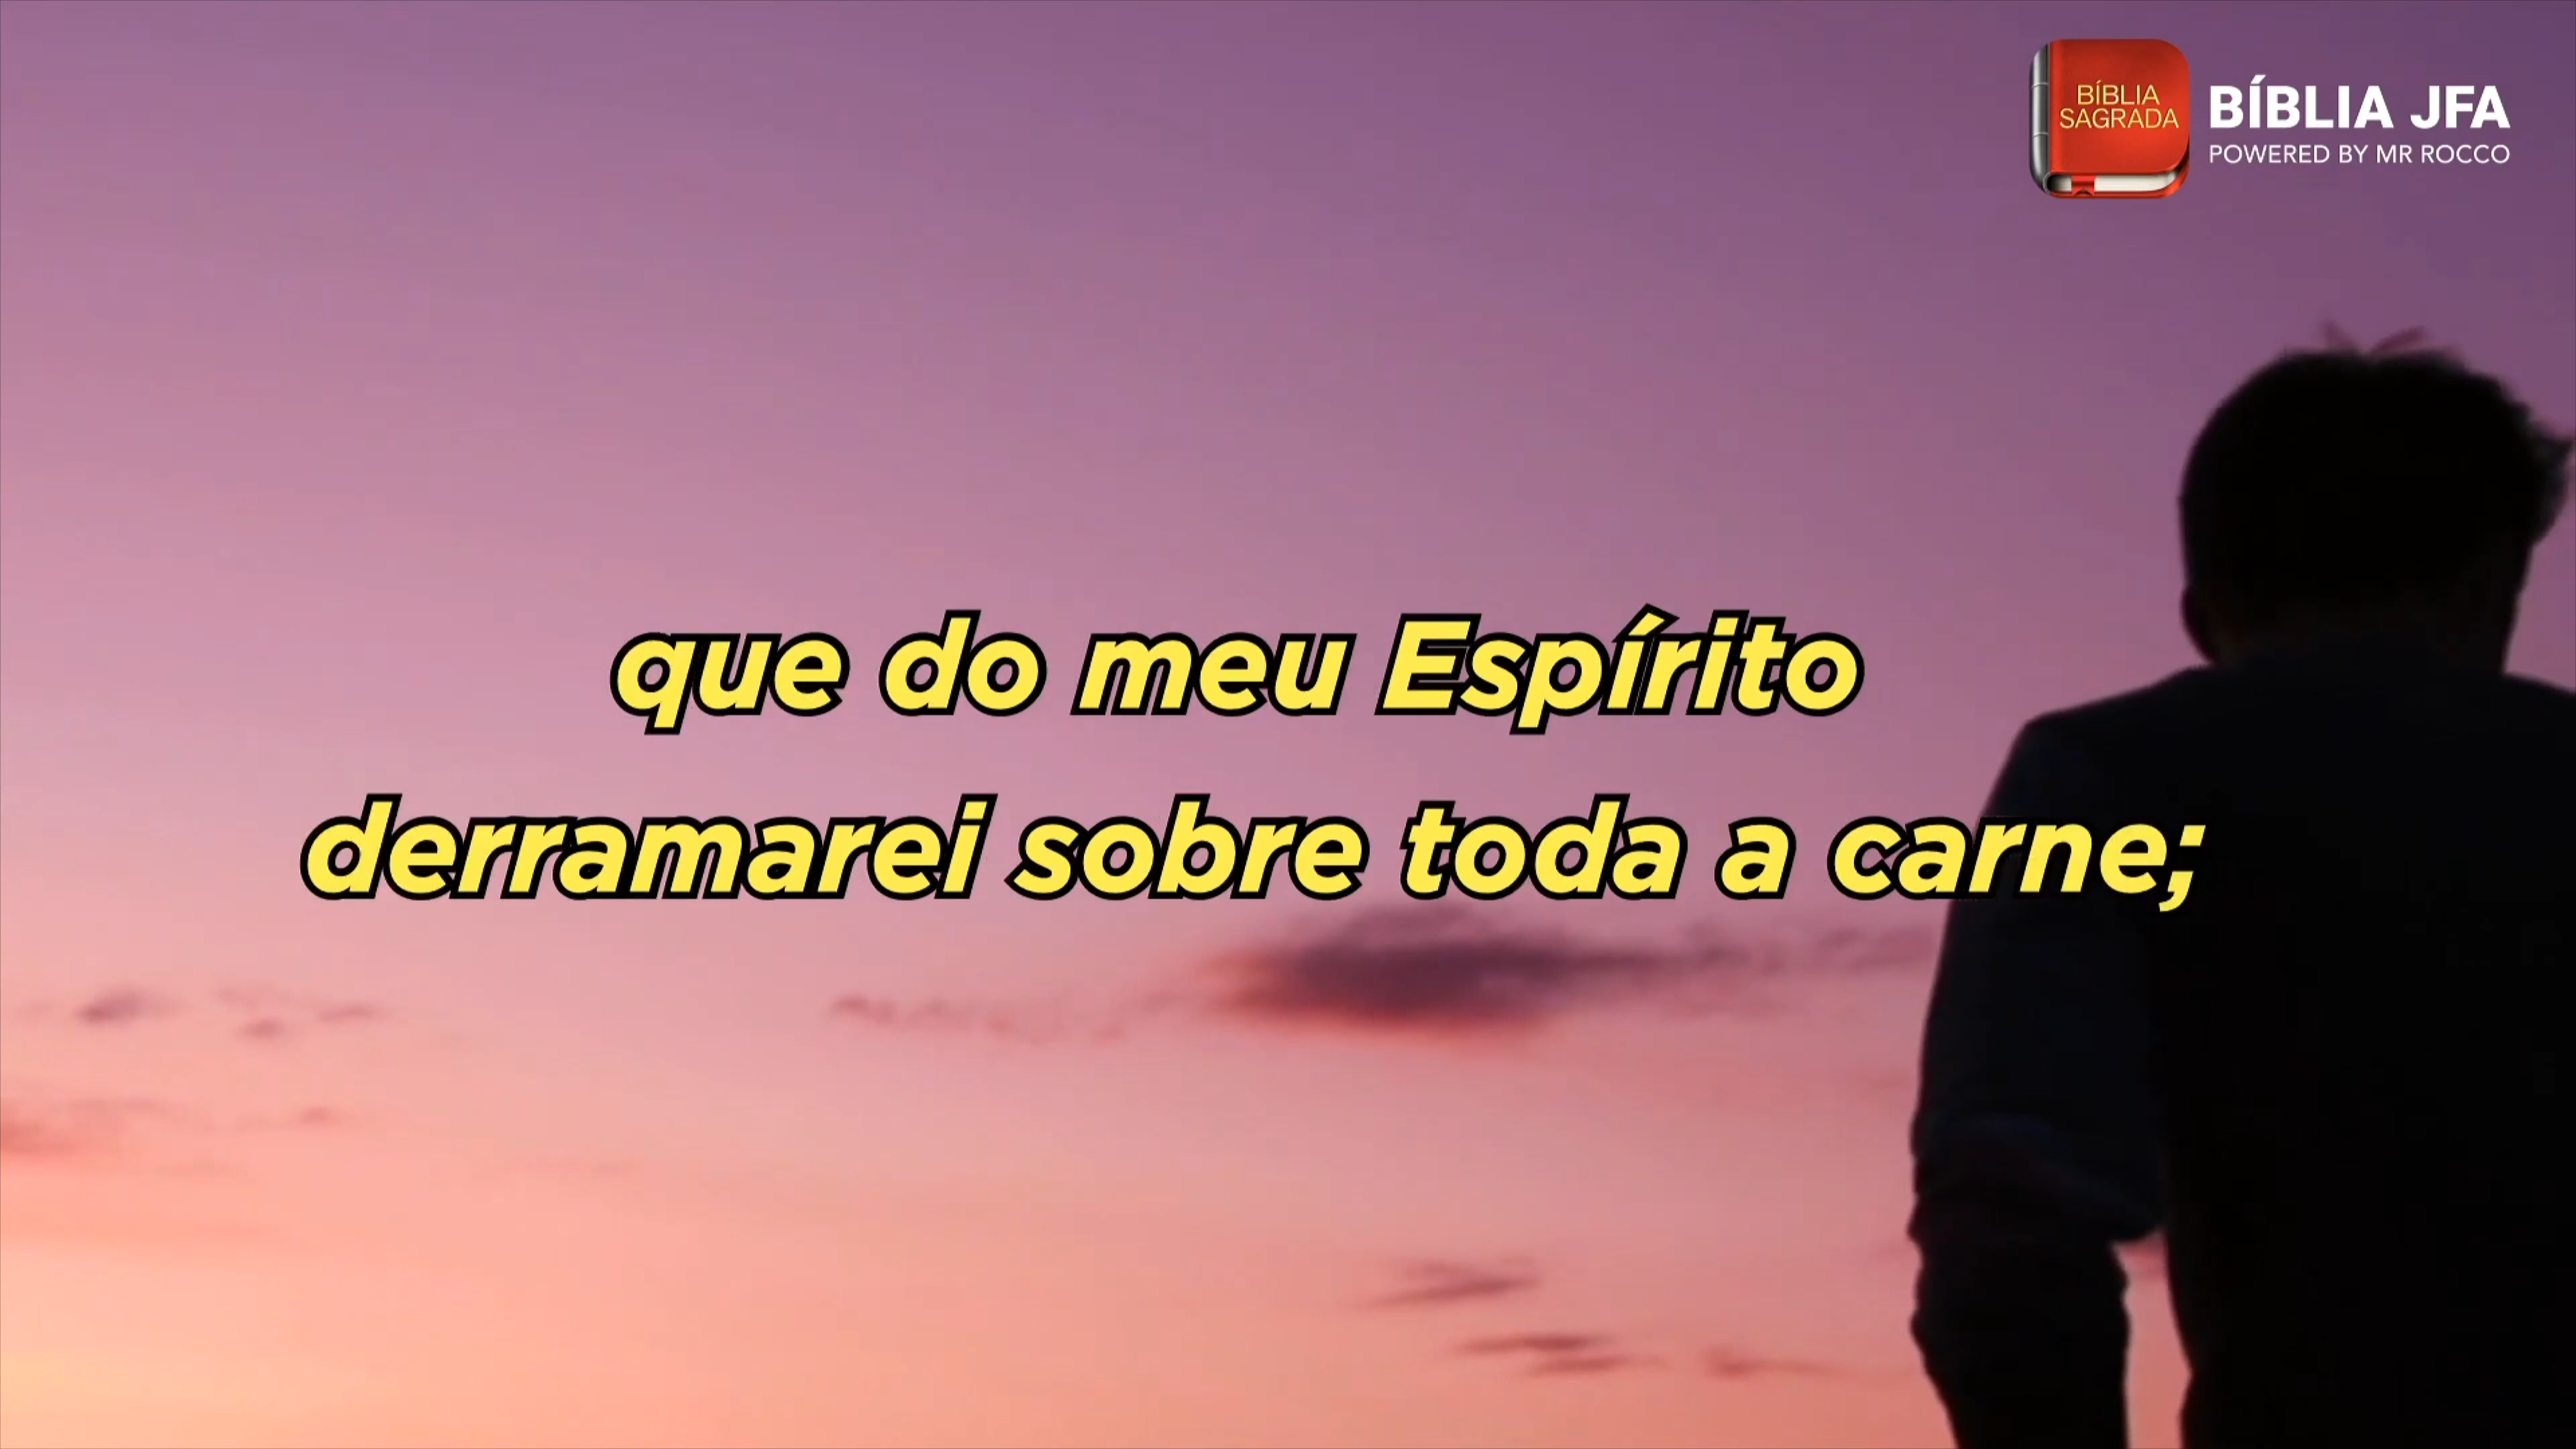 BÍBLIA
SAGRADA
BÍBLIA JFA
POWERED BY MR ROCCO
que do meu Espírito
derramarei sobre toda a carne;